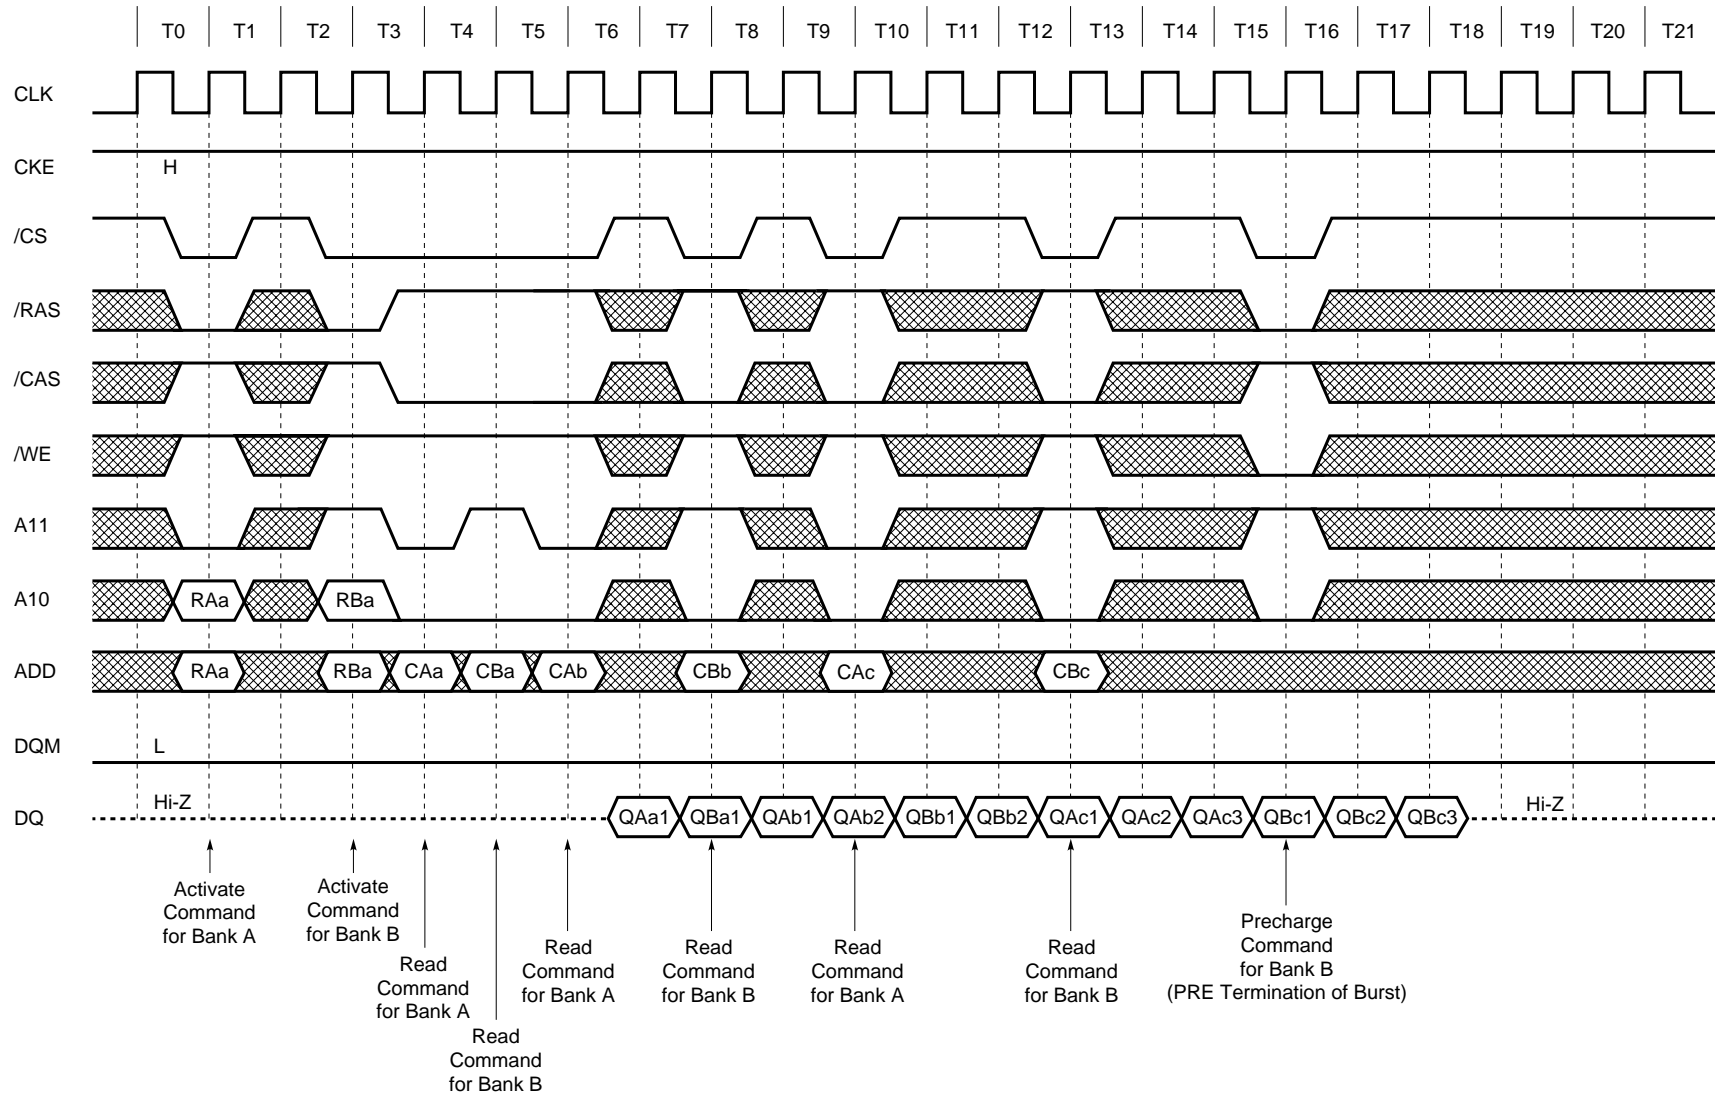 T0 T1 T2 T3 T4 T5 T6 T7 T8 T9 T10 T11 T12 T13 T14 T15 T16 T17 T18 T19 T20 T21
CLK
CKE H
/CS
/RAS
/CAS
/WE
A11
A10 RAa RBa
ADD RAa RBa CAa CBa CAb CBb CAc CBc
DQM L
DQ Hi-Z QAa1 QBa1 QAb1 QAb2 QBb1 QBb2 QAc1 QAc2 QAc3 QBc1 QBc2 QBc3 Hi-Z
Activate
Command
for Bank A
Activate
Command
for Bank B
Read
Command
for Bank A
Read
Command
for Bank B
Read
Command
for Bank A
Read
Command
for Bank B
Read
Command
for Bank A
Read
Command
for Bank B
Precharge
Command
for Bank B
(PRE Termination of Burst)